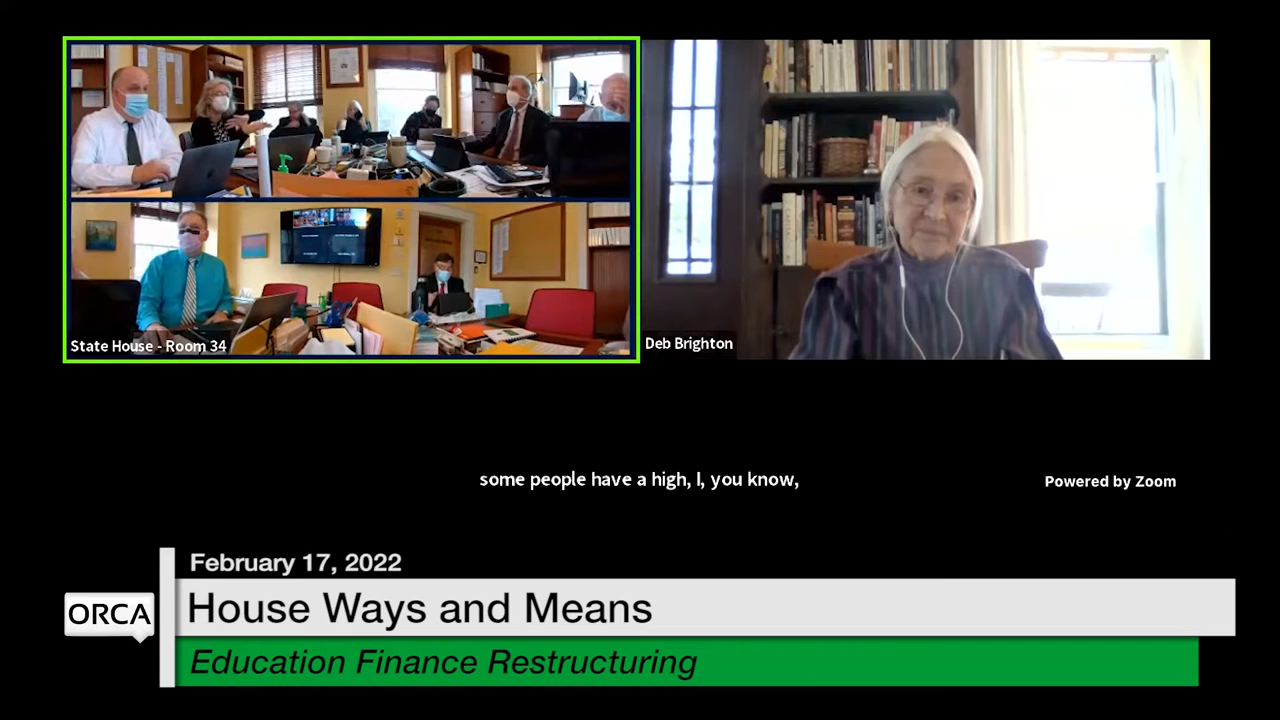 State House - Room 34
Deb Brighton
some people have a high, I, you know,
Powered by Zoom
February 17, 2022
ORCA
House Ways and Means
Education Finance Restructuring